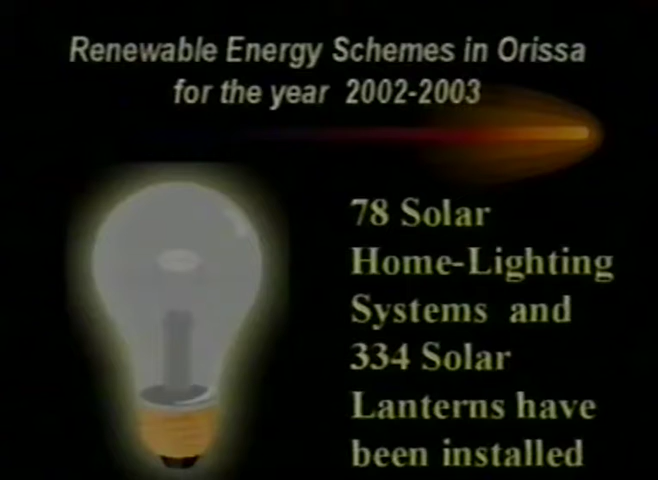 Renewable Energy Schemes in Orissa
for the year 2002-2003
78 Solar
Home-Lighting
Systems and
334 Solar
Lanterns have
been installed